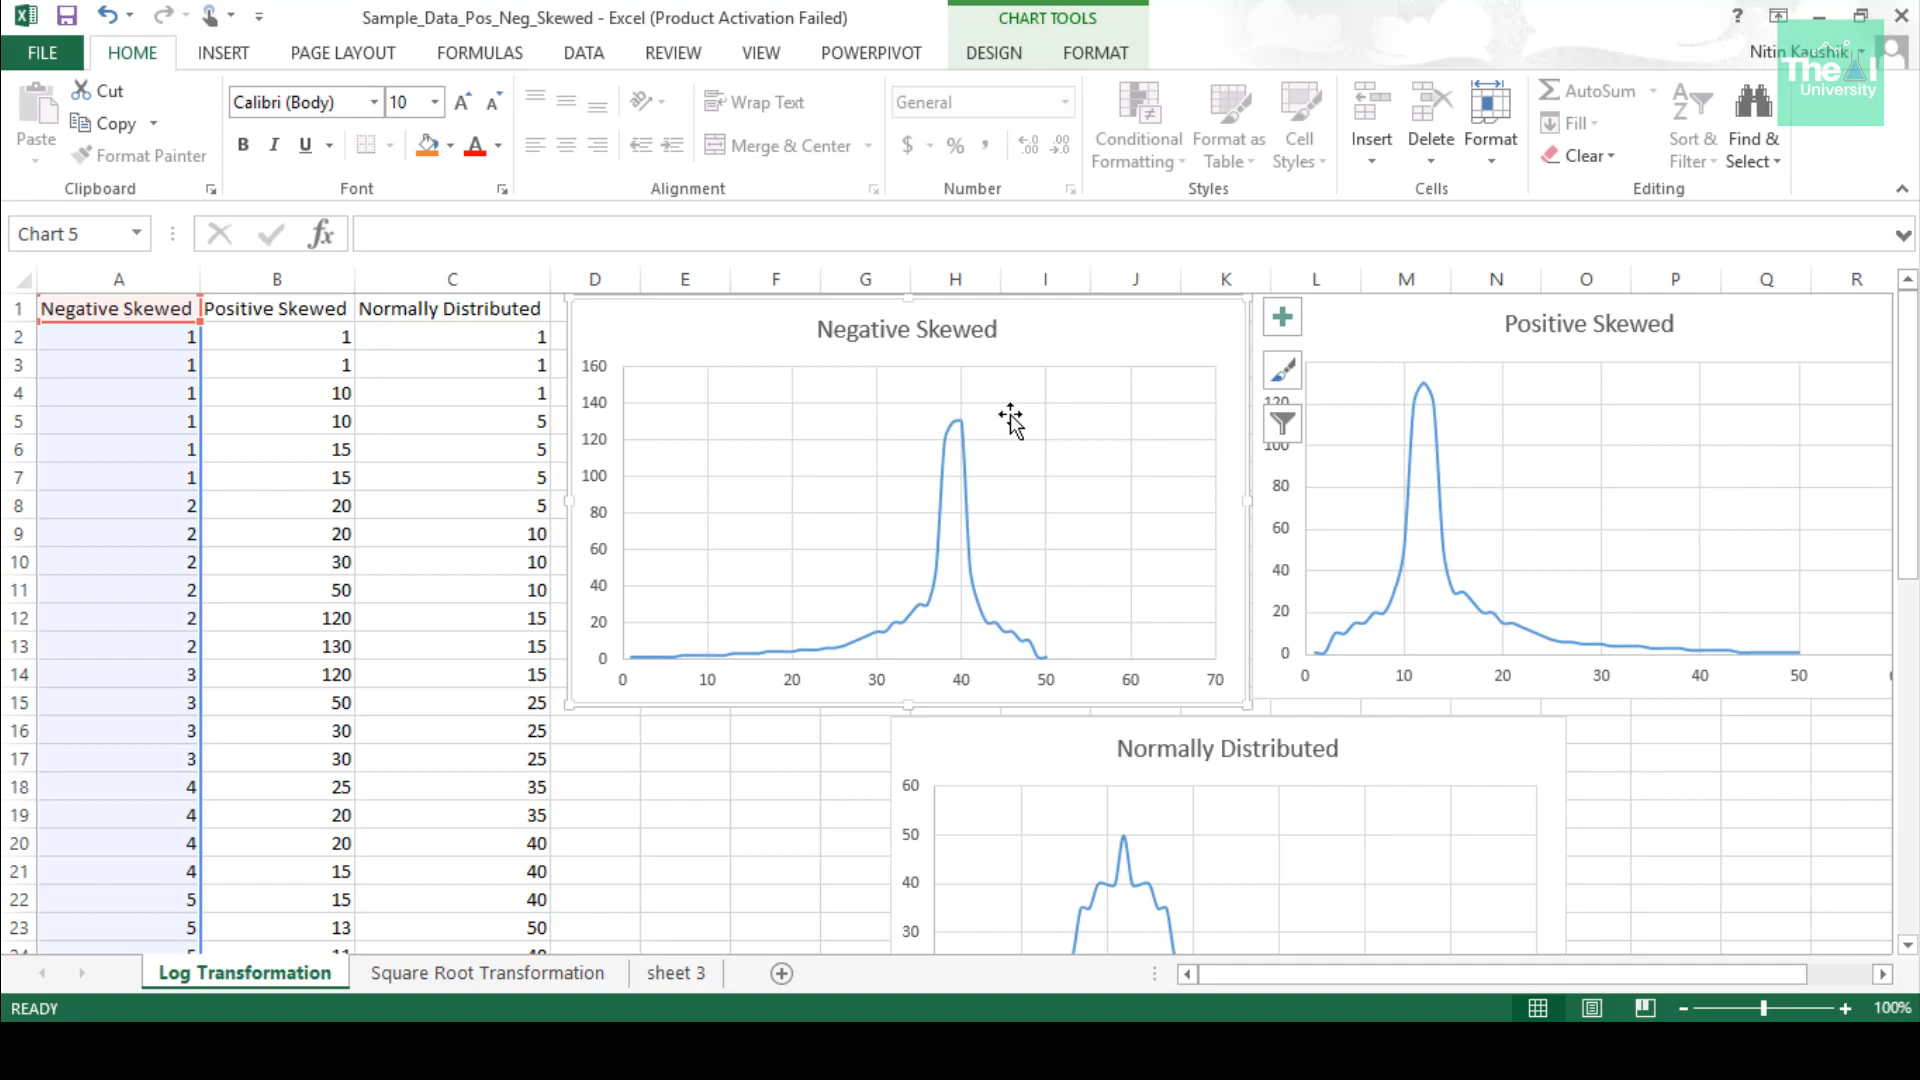 Sample_Data_Pos_Neg_Skewed - Excel (Product Activation Failed)
CHART TOOLS
?
FILE HOME INSERT PAGE LAYOUT FORMULAS DATA REVIEW VIEW POWERPIVOT DESIGN FORMAT
Nitin Kaushik
The AI
University
Paste
Cut
Copy
Format Painter
Clipboard
Calibri (Body) 10
B I U
Font
Wrap Text
Merge & Center
Alignment
General
$ % ,
Number
Conditional Formatting
Format as Table
Cell Styles
Styles
Insert Delete Format
Cells
AutoSum
Fill
Clear
Sort & Filter
Find & Select
Editing
Chart 5
fx
A B C D E F G H I J K L M N O P Q R
1 Negative Skewed Positive Skewed Normally Distributed
2 1 1 1
3 1 1 1
4 1 10 1
5 1 10 5
6 1 15 5
7 1 15 5
8 2 20 5
9 2 20 10
10 2 30 10
11 2 50 10
12 2 120 15
13 2 130 15
14 3 120 15
15 3 50 25
16 3 30 25
17 3 30 25
18 4 25 35
19 4 20 35
20 4 20 40
21 4 15 40
22 5 15 40
23 5 13 50
Negative Skewed
160
140
120
100
80
60
40
20
0
0 10 20 30 40 50 60 70
Positive Skewed
120
100
80
60
40
20
0
0 10 20 30 40 50
Normally Distributed
60
50
40
30
Log Transformation Square Root Transformation sheet 3
READY
100%